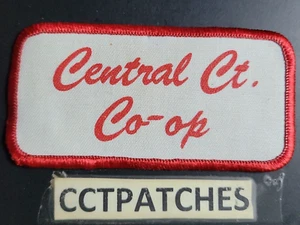 Central Ct.
Co-op
CCTPATCHES